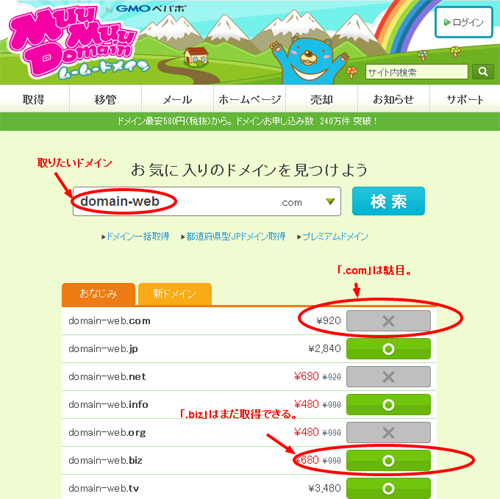 by GMOペパボ
Muu Muu Domain
ムームードメイン
ログイン
サイト内検索
取得 移管 メール ホームページ 売却 お知らせ サポート
ドメイン最安580円(税抜)から。ドメインお申し込み数 240万件 突破！
取りたいドメイン
お気に入りのドメインを見つけよう
domain-web .com 検索
ドメイン一括取得 都道府県型JPドメイン取得 プレミアムドメイン
「.com」は駄目。
おなじみ 新ドメイン
domain-web.com ¥920 ×
domain-web.jp ¥2,840 O
domain-web.net ¥680 ¥920 ×
domain-web.info ¥480 ¥980 O
domain-web.org ¥480 ¥980 ×
「.biz」はまだ取得できる。
domain-web.biz ¥680 ¥980 O
domain-web.tv ¥3,480 O